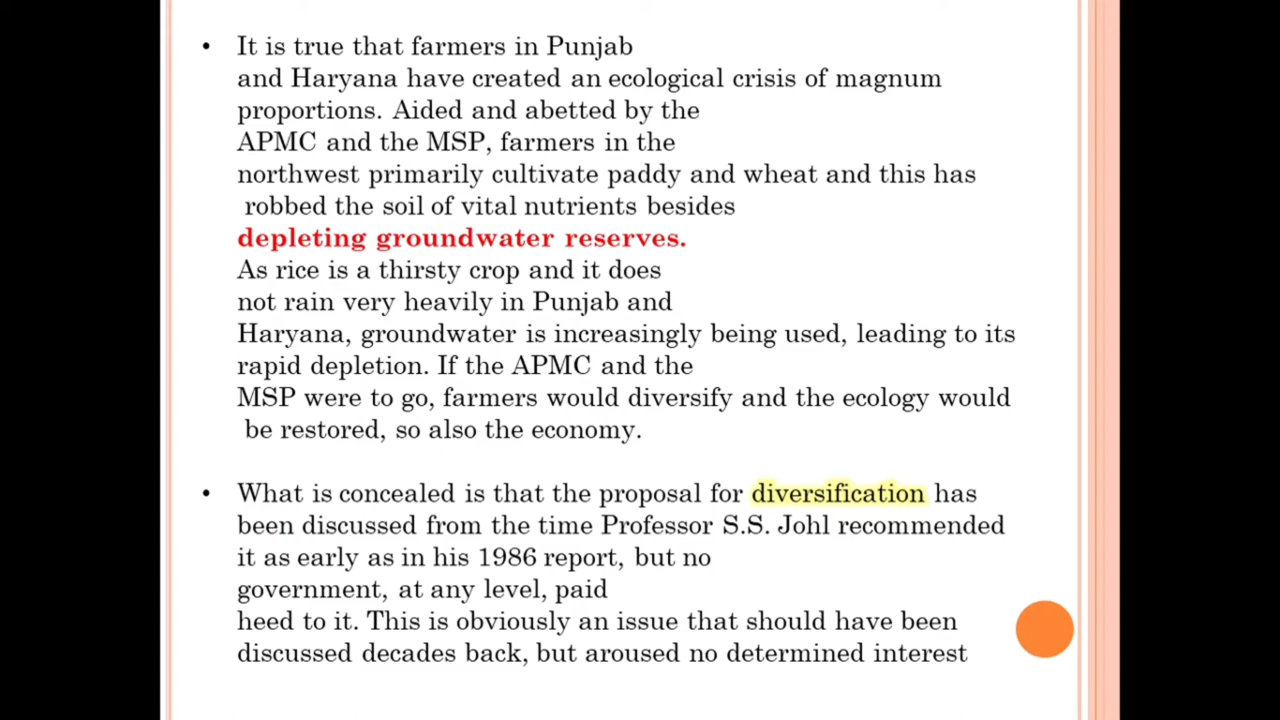 • It is true that farmers in Punjab
and Haryana have created an ecological crisis of magnum
proportions. Aided and abetted by the
APMC and the MSP, farmers in the
northwest primarily cultivate paddy and wheat and this has
robbed the soil of vital nutrients besides
depleting groundwater reserves.
As rice is a thirsty crop and it does
not rain very heavily in Punjab and
Haryana, groundwater is increasingly being used, leading to its
rapid depletion. If the APMC and the
MSP were to go, farmers would diversify and the ecology would
be restored, so also the economy.
• What is concealed is that the proposal for diversification has
been discussed from the time Professor S.S. Johl recommended
it as early as in his 1986 report, but no
government, at any level, paid
heed to it. This is obviously an issue that should have been
discussed decades back, but aroused no determined interest